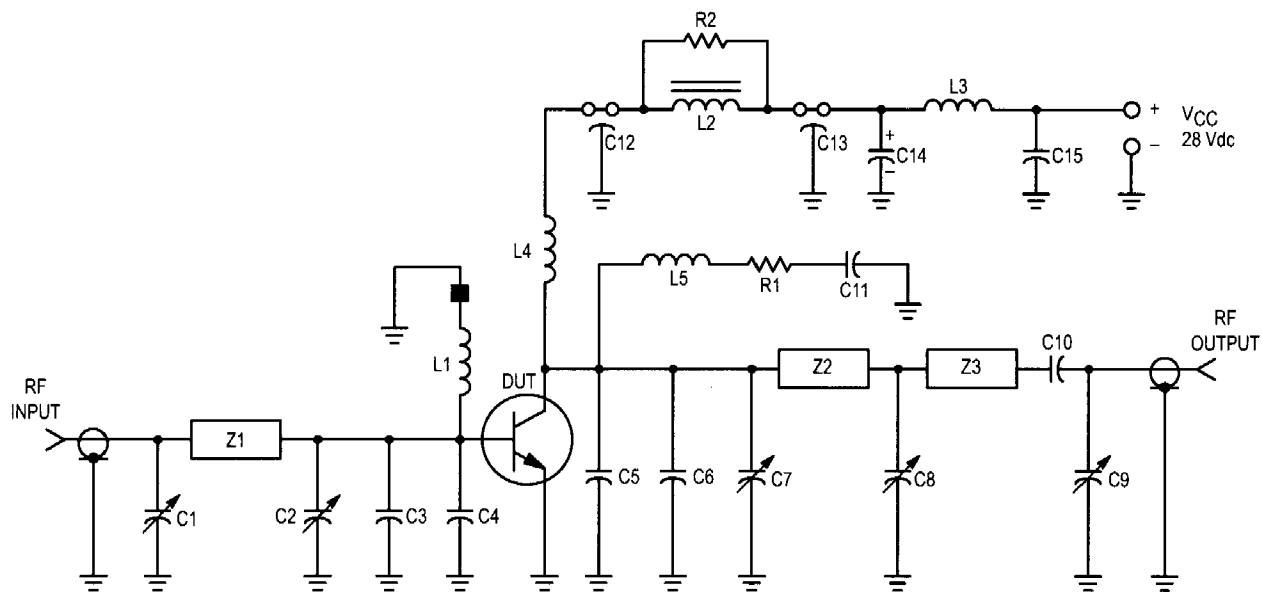 R2
L2
L3
C12
C13
+
C14
–
C15
+
–
VCC
28 Vdc
L4
L5
R1
C11
L1
DUT
Z2
Z3
C10
RF
OUTPUT
RF
INPUT
Z1
C1
C2
C3
C4
C5
C6
C7
C8
C9